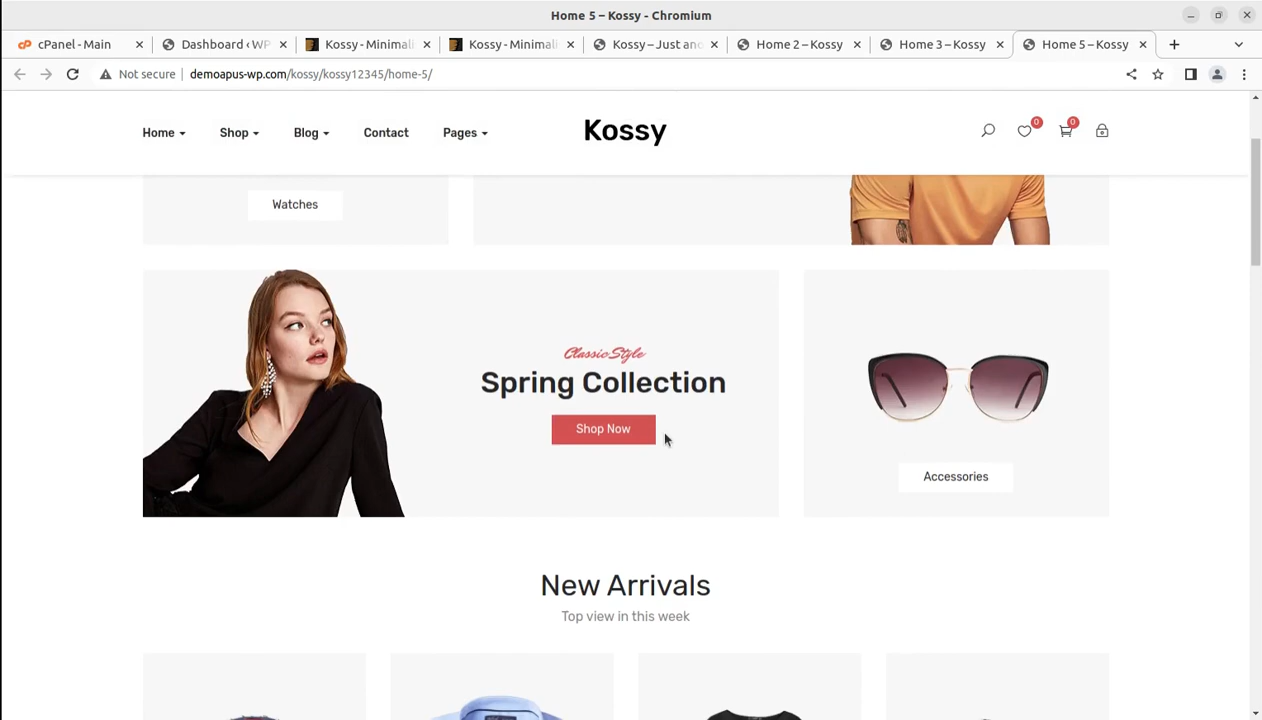 Home 5 – Kossy - Chromium
cPanel - Main
Dashboard ‹ WP
Kossy - Minimali
Kossy - Minimali
Kossy – Just an
Home 2 – Kossy
Home 3 – Kossy
Home 5 – Kossy
Not secure
demoapus-wp.com/kossy/kossy12345/home-5/
Home Shop Blog Contact Pages
Kossy
0 0
Watches
Classic Style
Spring Collection
Shop Now
Accessories
New Arrivals
Top view in this week